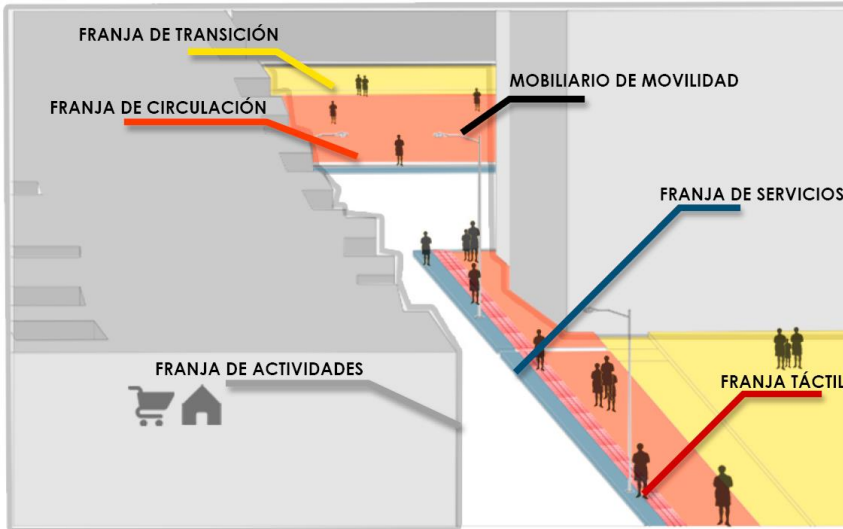 FRANJA DE TRANSICIÓN
MOBILIARIO DE MOVILIDAD
FRANJA DE CIRCULACIÓN
FRANJA DE SERVICIOS
FRANJA DE ACTIVIDADES
FRANJA TÁCTIL